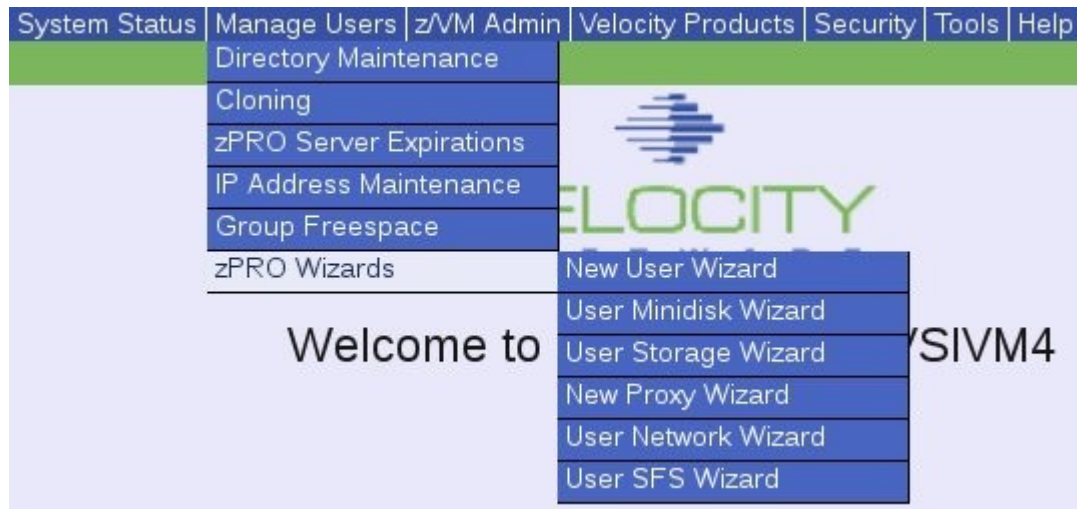 System Status Manage Users z/VM Admin Velocity Products Security Tools Help
Directory Maintenance
Cloning
zPRO Server Expirations
IP Address Maintenance
Group Freespace
ELOCITY
zPRO Wizards
New User Wizard
User Minidisk Wizard
Welcome to
User Storage Wizard
VSIVM4
New Proxy Wizard
User Network Wizard
User SFS Wizard